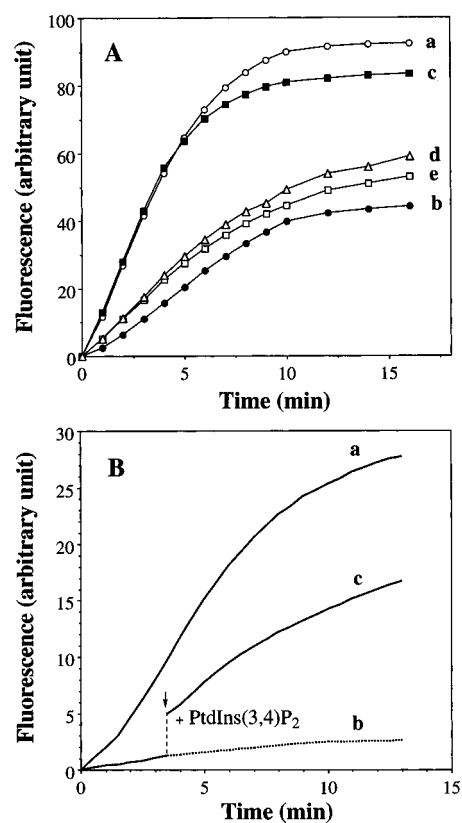 100
A
a
80
c
60
d
e
40
b
20
0
0
5
10
15
Fluorescence (arbitrary unit)
Time (min)
30
B
a
25
20
c
15
10
+ PtdIns(3,4)P₂
5
b
0
0
5
10
15
Fluorescence (arbitrary unit)
Time (min)